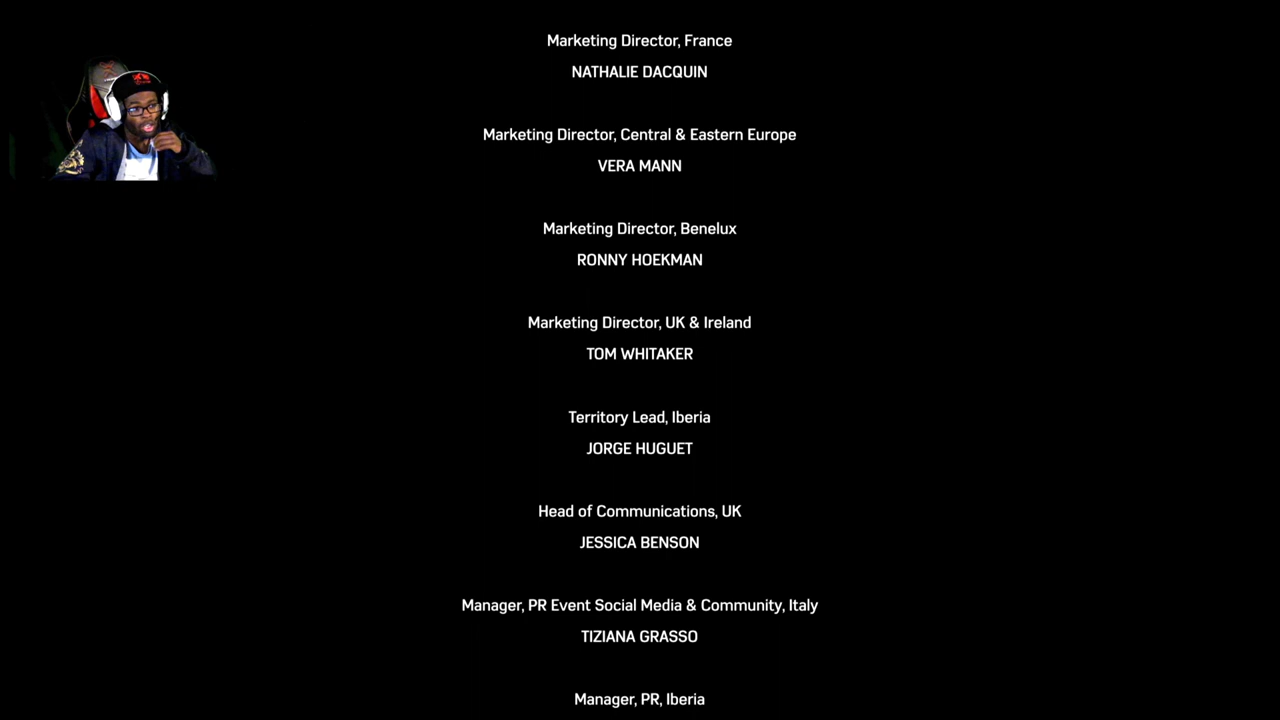 Marketing Director, France
NATHALIE DACQUIN
Marketing Director, Central & Eastern Europe
VERA MANN
Marketing Director, Benelux
RONNY HOEKMAN
Marketing Director, UK & Ireland
TOM WHITAKER
Territory Lead, Iberia
JORGE HUGUET
Head of Communications, UK
JESSICA BENSON
Manager, PR Event Social Media & Community, Italy
TIZIANA GRASSO
Manager, PR, Iberia